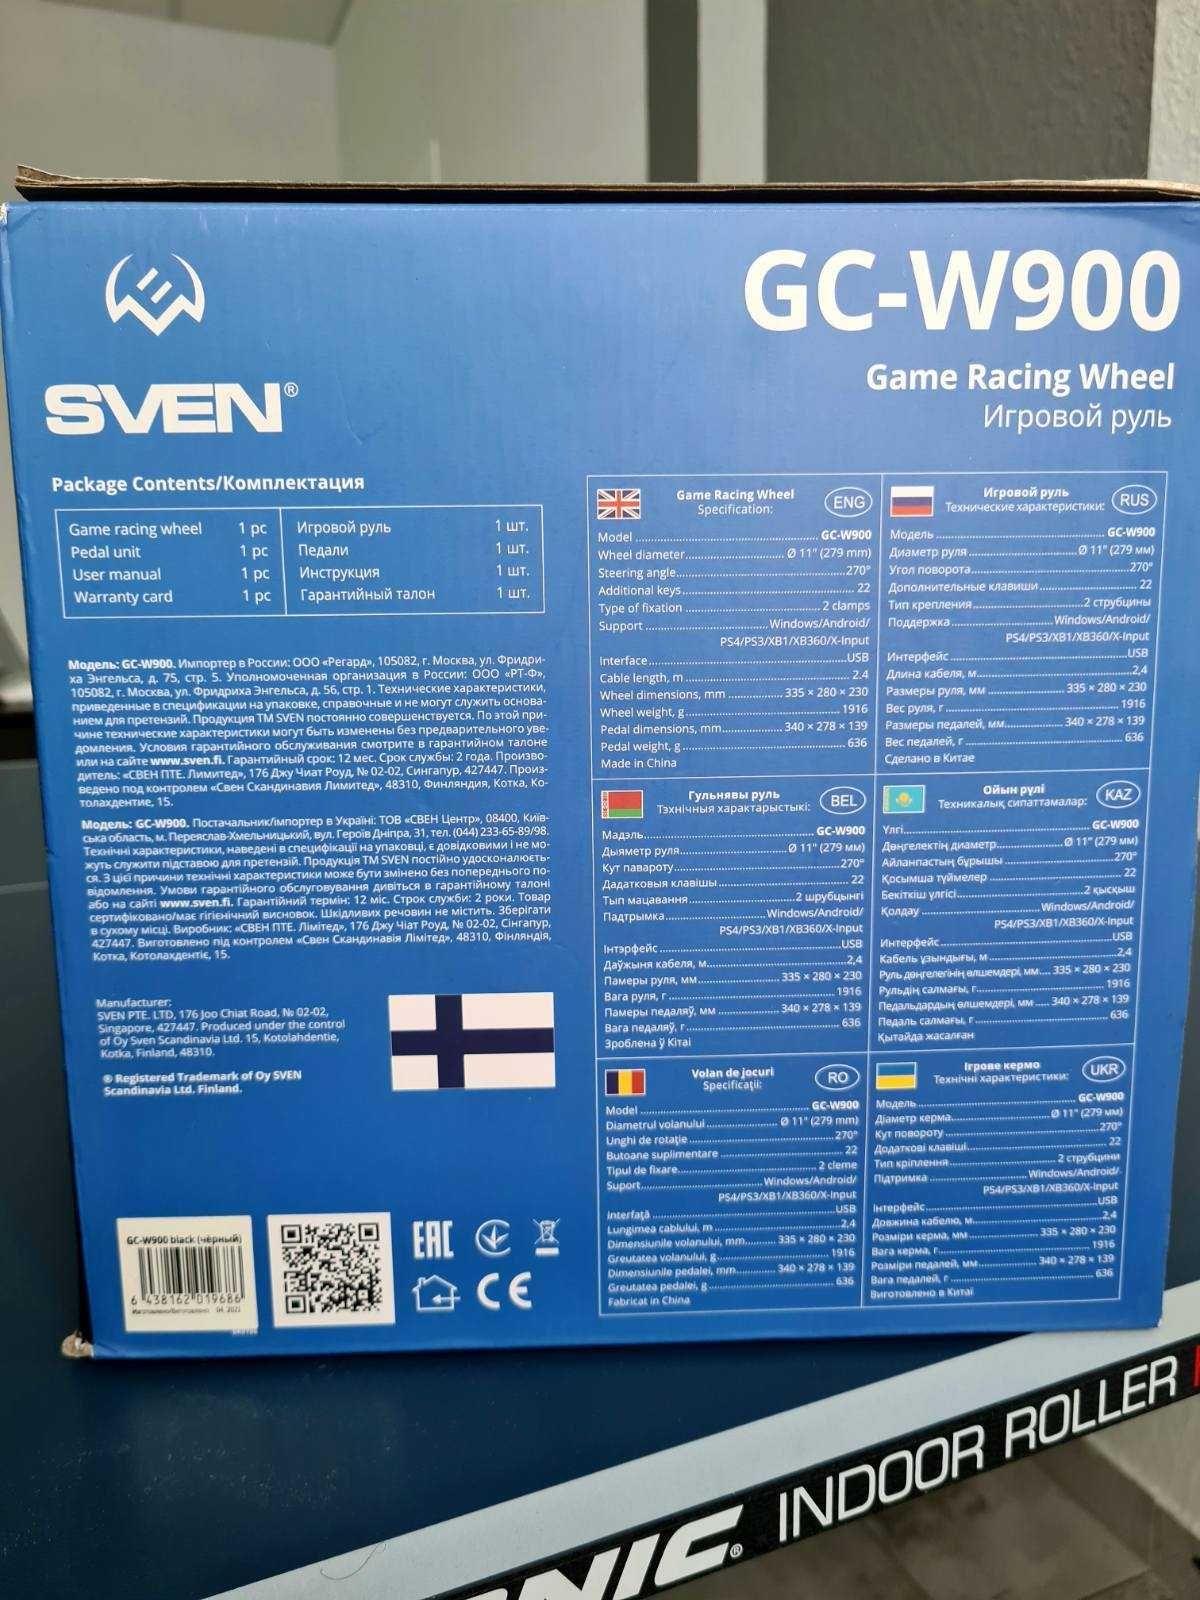 SVEN®
GC-W900
Game Racing Wheel
Игровой руль
Package Contents/Комплектация
Game racing wheel 1 pc
Pedal unit 1 pc
User manual 1 pc
Warranty card 1 pc
Игровой руль 1 шт.
Педали 1 шт.
Инструкция 1 шт.
Гарантийный талон 1 шт.
Модель: GC-W900. Импортер в России: ООО «Регард», 105082, г. Москва, ул. Фридри-
ха Энгельса, д. 75, стр. 5. Уполномоченная организация в России: ООО «РТ-Ф»,
105082, г. Москва, ул. Фридриха Энгельса, д. 56, стр. 1. Технические характеристики,
приведенные в спецификации на упаковке, справочные и не могут служить основа-
нием для претензий. Продукция ТМ SVEN постоянно совершенствуется. По этой при-
чине технические характеристики могут быть изменены без предварительного уве-
домления. Условия гарантийного обслуживания смотрите в гарантийном талоне
или на сайте www.sven.fi. Гарантийный срок: 12 мес. Срок службы: 2 года. Произво-
дитель: «СВЕН ПТЕ. Лимитед», 176 Джу Чиат Роуд, № 02-02, Сингапур, 427447. Произ-
ведено под контролем «Свен Скандинавия Лимитед», 48310, Финляндия, Котка, Ко-
толахдентие, 15.
Модель: GC-W900. Постачальник/імпортер в Україні: ТОВ «СВЕН Центр», 08400, Київ-
ська область, м. Переяслав-Хмельницький, вул. Героїв Дніпра, 31, тел. (044) 233-65-89/98.
Технічні характеристики, наведені в специфікації на упаковці, є довідковими і не мо-
жуть служити підставою для претензій. Продукція ТМ SVEN постійно удосконалюєть-
ся. З цієї причини технічні характеристики може бути змінено без попереднього по-
відомлення. Умови гарантійного обслуговування дивіться в гарантійному талоні
або на сайті www.sven.fi. Гарантійний термін: 12 міс. Строк служби: 2 роки. Товар
сертифіковано/має гігієнічний висновок. Шкідливих речовин не містить. Зберігати
в сухому місці. Виробник: «СВЕН ПТЕ. Лімітед», 176 Джу Чіат Роуд, № 02-02, Сінгапур,
427447. Виготовлено під контролем «Свен Скандинавія Лімітед», 48310, Фінляндія,
Котка, Котолахдентіє, 15.
Manufacturer:
SVEN PTE. LTD, 176 Joo Chiat Road, № 02-02,
Singapore, 427447. Produced under the control
of Oy Sven Scandinavia Ltd. 15, Kotolahdentie,
Kotka, Finland, 48310.
® Registered Trademark of Oy SVEN
Scandinavia Ltd. Finland.
GC-W900 black (чёрный)
6 438162 019686
04. 2021
EAC
CE
Game Racing Wheel ENG
Specification:
Model GC-W900
Wheel diameter Ø 11" (279 mm)
Steering angle 270°
Additional keys 22
Type of fixation 2 clamps
Support Windows/Android/
PS4/PS3/XB1/XB360/X-Input
Interface USB
Cable length, m 2.4
Wheel dimensions, mm 335 × 280 × 230
Wheel weight, g 1916
Pedal dimensions, mm 340 × 278 × 139
Pedal weight, g 636
Made in China
Игровой руль RUS
Технические характеристики:
Модель GC-W900
Диаметр руля Ø 11" (279 мм)
Угол поворота 270°
Дополнительные клавиши 22
Тип крепления 2 струбцины
Поддержка Windows/Android/
PS4/PS3/XB1/XB360/X-Input
Интерфейс USB
Длина кабеля, м 2,4
Размеры руля, мм 335 × 280 × 230
Вес руля, г 1916
Размеры педалей, мм 340 × 278 × 139
Вес педалей, г 636
Сделано в Китае
Гульнявы руль BEL
Тэхнічныя характарыстыкі:
Мадэль GC-W900
Дыяметр руля Ø 11" (279 мм)
Кут павароту 270°
Дадатковыя клавішы 22
Тып мацавання 2 шрубцынгі
Падтрымка Windows/Android/
PS4/PS3/XB1/XB360/X-Input
Інтэрфейс USB
Даўжыня кабеля, м 2,4
Памеры руля, мм 335 × 280 × 230
Вага руля, г 1916
Памеры педаляў, мм 340 × 278 × 139
Вага педаляў, г 636
Зроблена ў Кітаі
Ойын рүлі KAZ
Техникалық сипаттамалар:
Үлгі GC-W900
Дөңгелектің диаметр Ø 11" (279 мм)
Айланпастың бұрышы 270°
Қосымша түймелер 22
Бекіткіш үлгісі 2 қысқыш
Қолдау Windows/Android/
PS4/PS3/XB1/XB360/X-Input
Интерфейс USB
Кабель ұзындығы, м 2,4
Руль дөңгелегінің өлшемдері, мм 335 × 280 × 230
Рульдің салмағы, г 1916
Педальдардың өлшемдері, мм 340 × 278 × 139
Педаль салмағы, г 636
Қытайда жасалған
Volan de jocuri RO
Specificaţii:
Model GC-W900
Diametrul volanului Ø 11" (279 mm)
Unghi de rotaţie 270°
Butoane suplimentare 22
Tipul de fixare 2 cleme
Suport Windows/Android/
PS4/PS3/XB1/XB360/X-Input
Interfaţă USB
Lungimea cablului, m 2,4
Dimensiunile volanului, mm 335 × 280 × 230
Greutatea volanului, g 1916
Dimensiunile pedalei, mm 340 × 278 × 139
Greutatea pedalei, g 636
Fabricat in China
Ігрове кермо UKR
Технічні характеристики:
Модель GC-W900
Діаметр керма Ø 11" (279 мм)
Кут повороту 270°
Додаткові клавіші 22
Тип кріплення 2 струбцини
Підтримка Windows/Android/
PS4/PS3/XB1/XB360/X-Input
Інтерфейс USB
Довжина кабелю, м 2,4
Розміри керма, мм 335 × 280 × 230
Вага керма, г 1916
Розміри педалей, мм 340 × 278 × 139
Вага педалей, г 636
Виготовлено в Китаї
NIC® INDOOR ROLLER